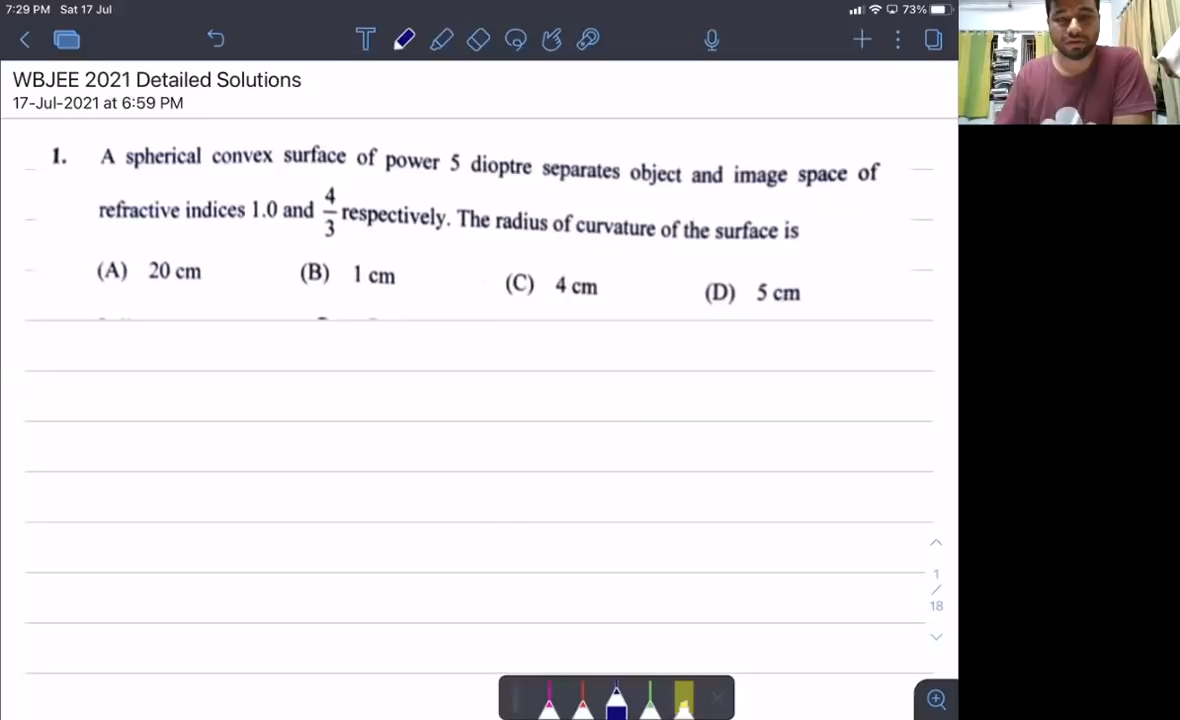 7:29 PM Sat 17 Jul
73%
WBJEE 2021 Detailed Solutions
17-Jul-2021 at 6:59 PM
1. A spherical convex surface of power 5 dioptre separates object and image space of
refractive indices 1.0 and 4/3 respectively. The radius of curvature of the surface is
(A) 20 cm (B) 1 cm (C) 4 cm (D) 5 cm
1
/
18